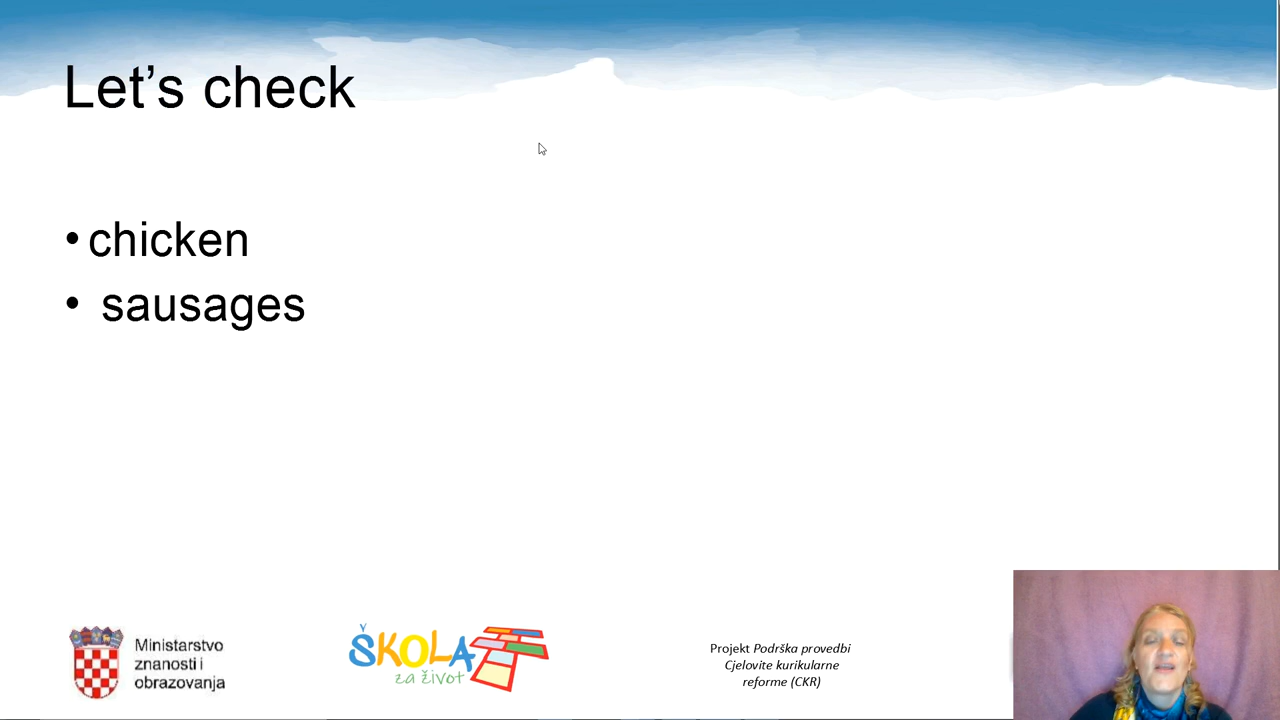 Let’s check
• chicken
• sausages
Ministarstvo
znanosti i
obrazovanja
ŠKOLA
za život
Projekt Podrška provedbi
Cjelovite kurikularne
reforme (CKR)